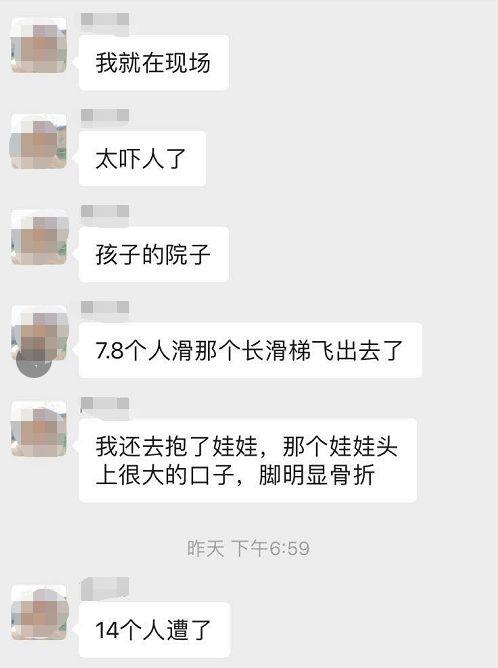 我就在现场
太吓人了
孩子的院子
7.8个人滑那个长滑梯飞出去了
我还去抱了娃娃，那个娃娃头
上很大的口子，脚明显骨折
昨天 下午6:59
14个人遭了